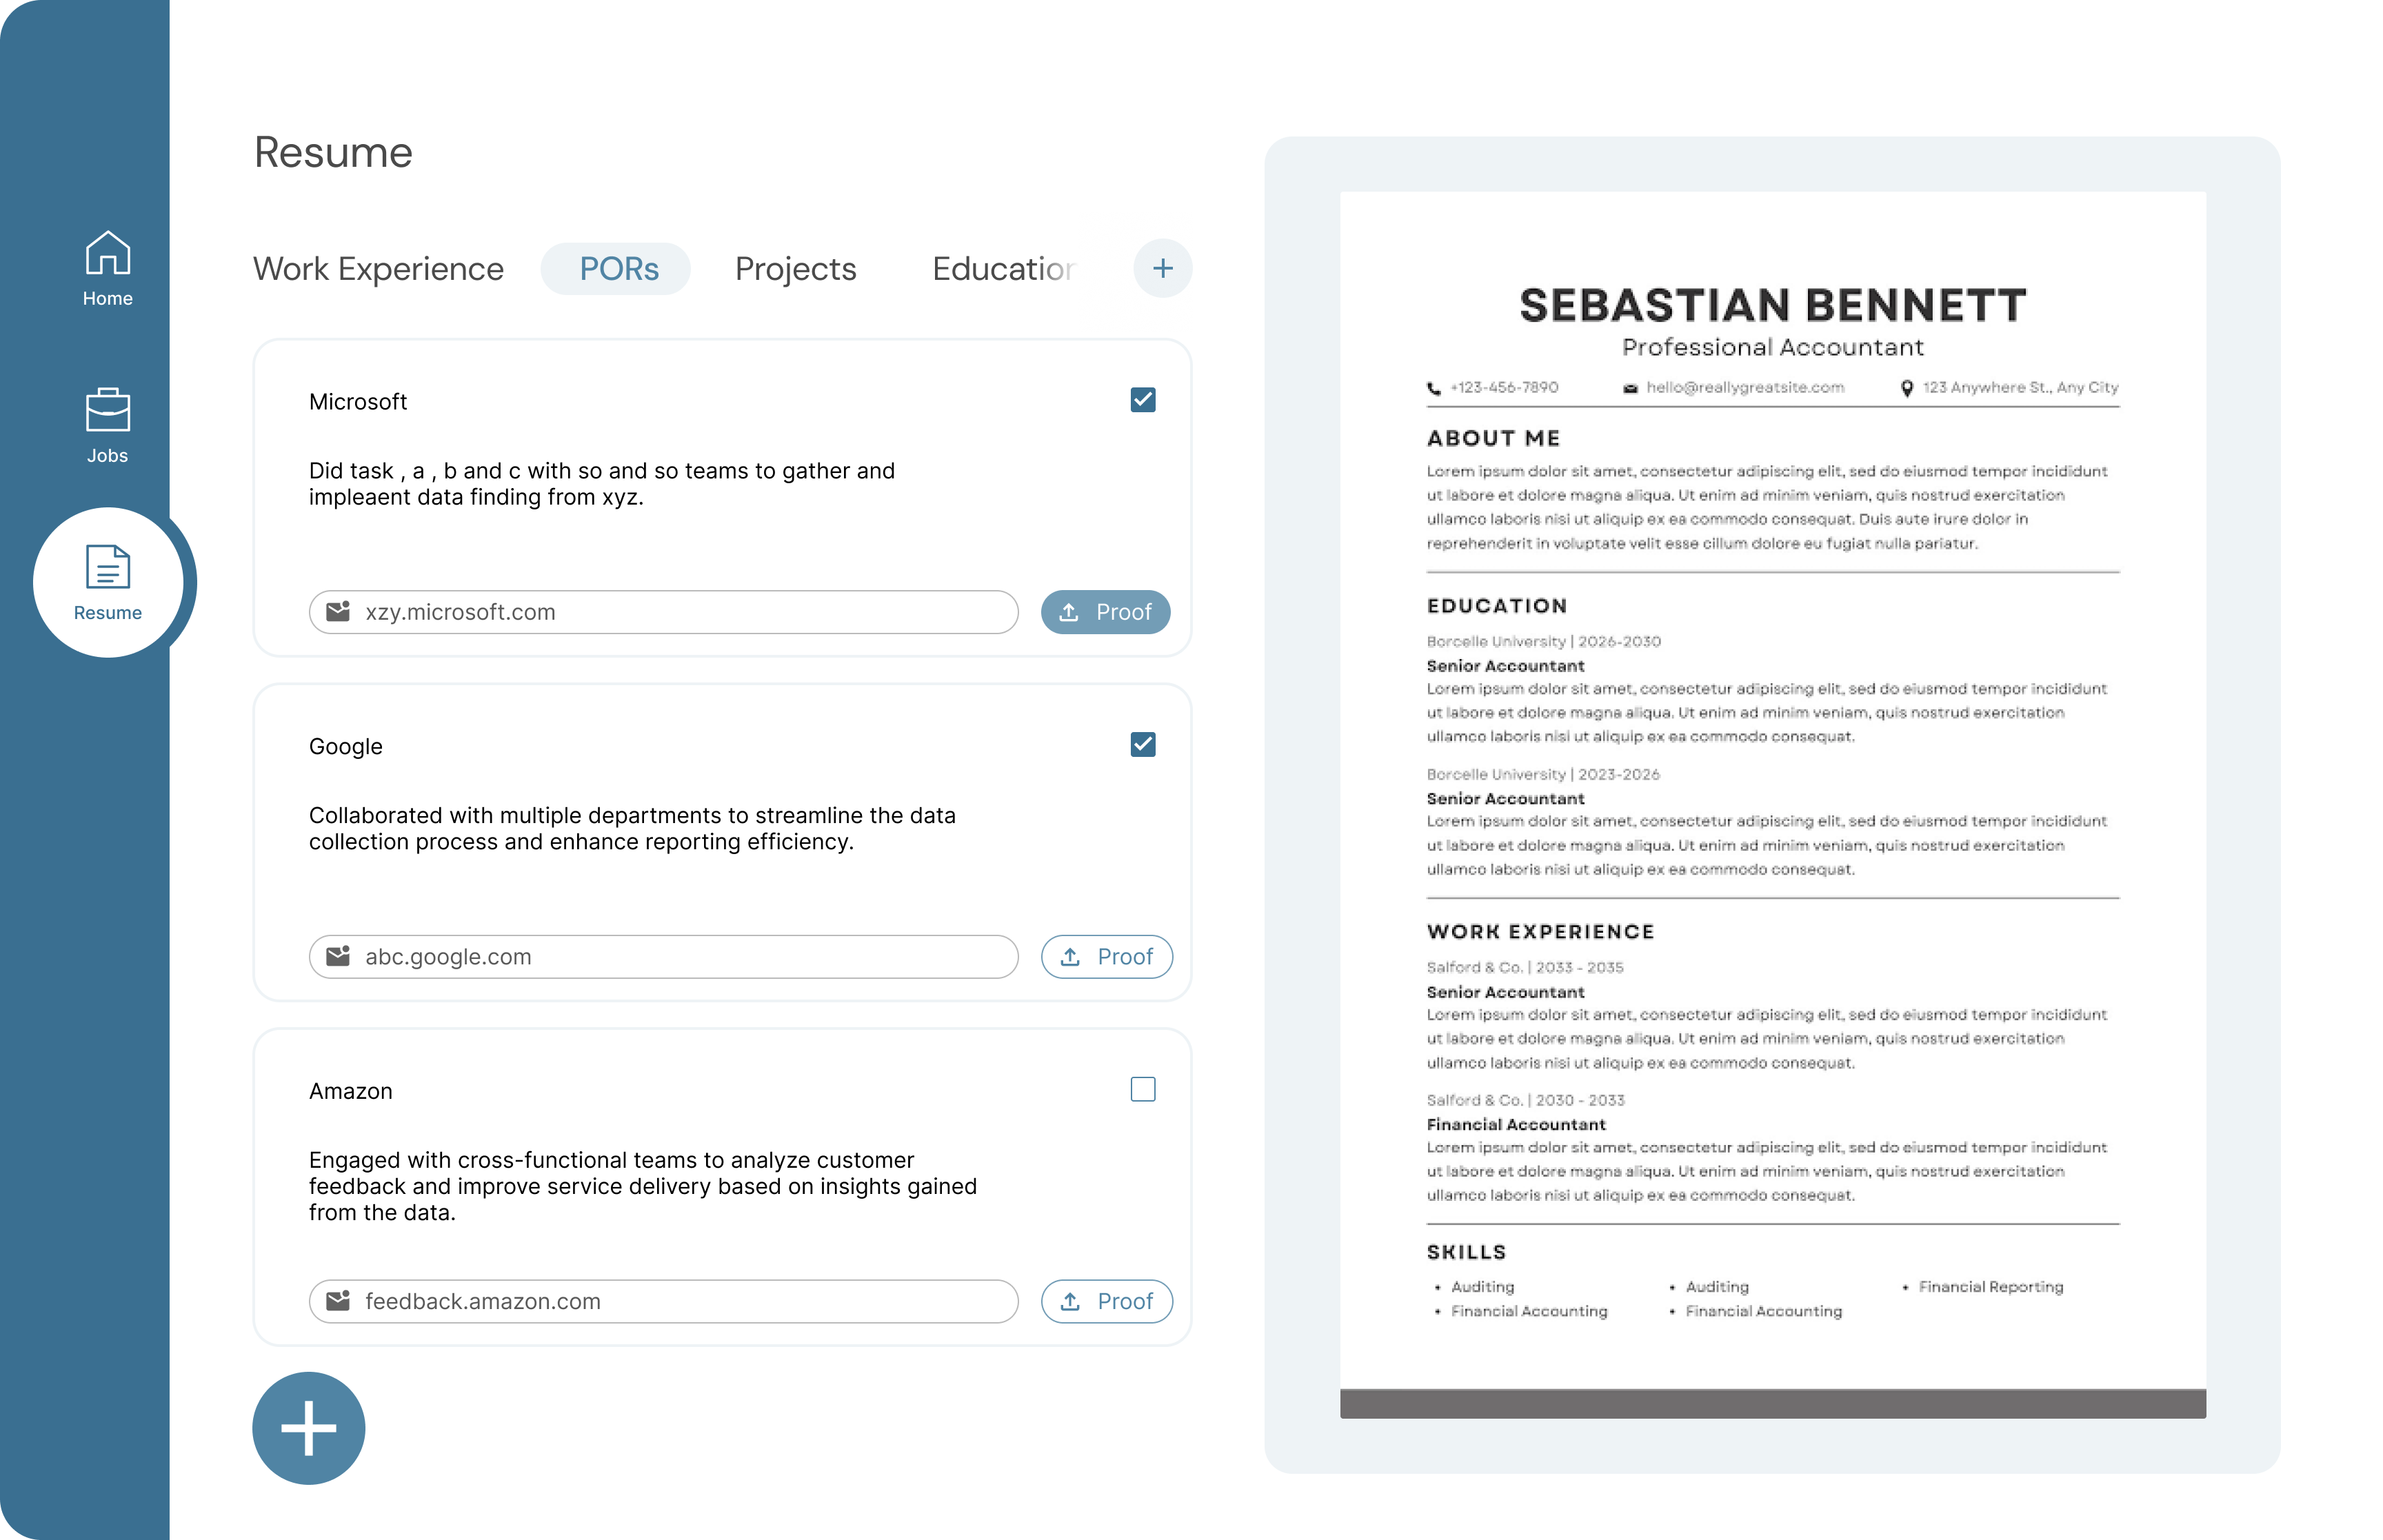 Home
Jobs
Resume
Resume
Work Experience
PORs
Projects
Education
Microsoft
Did task , a , b and c with so and so teams to gather and
impleaent data finding from xyz.
xzy.microsoft.com
Proof
Google
Collaborated with multiple departments to streamline the data
collection process and enhance reporting efficiency.
abc.google.com
Proof
Amazon
Engaged with cross-functional teams to analyze customer
feedback and improve service delivery based on insights gained
from the data.
feedback.amazon.com
Proof
SEBASTIAN BENNETT
Professional Accountant
+123-456-7890
hello@reallygreatsite.com
123 Anywhere St., Any City
ABOUT ME
Lorem ipsum dolor sit amet, consectetur adipiscing elit, sed do eiusmod tempor incididunt
ut labore et dolore magna aliqua. Ut enim ad minim veniam, quis nostrud exercitation
ullamco laboris nisi ut aliquip ex ea commodo consequat. Duis aute irure dolor in
reprehenderit in voluptate velit esse cillum dolore eu fugiat nulla pariatur.
EDUCATION
Borcelle University | 2026-2030
Senior Accountant
Lorem ipsum dolor sit amet, consectetur adipiscing elit, sed do eiusmod tempor incididunt
ut labore et dolore magna aliqua. Ut enim ad minim veniam, quis nostrud exercitation
ullamco laboris nisi ut aliquip ex ea commodo consequat.
Borcelle University | 2023-2026
Senior Accountant
Lorem ipsum dolor sit amet, consectetur adipiscing elit, sed do eiusmod tempor incididunt
ut labore et dolore magna aliqua. Ut enim ad minim veniam, quis nostrud exercitation
ullamco laboris nisi ut aliquip ex ea commodo consequat.
WORK EXPERIENCE
Salford & Co. | 2033 - 2035
Senior Accountant
Lorem ipsum dolor sit amet, consectetur adipiscing elit, sed do eiusmod tempor incididunt
ut labore et dolore magna aliqua. Ut enim ad minim veniam, quis nostrud exercitation
ullamco laboris nisi ut aliquip ex ea commodo consequat.
Salford & Co. | 2030 - 2033
Financial Accountant
Lorem ipsum dolor sit amet, consectetur adipiscing elit, sed do eiusmod tempor incididunt
ut labore et dolore magna aliqua. Ut enim ad minim veniam, quis nostrud exercitation
ullamco laboris nisi ut aliquip ex ea commodo consequat.
SKILLS
• Auditing
• Auditing
• Financial Reporting
• Financial Accounting
• Financial Accounting